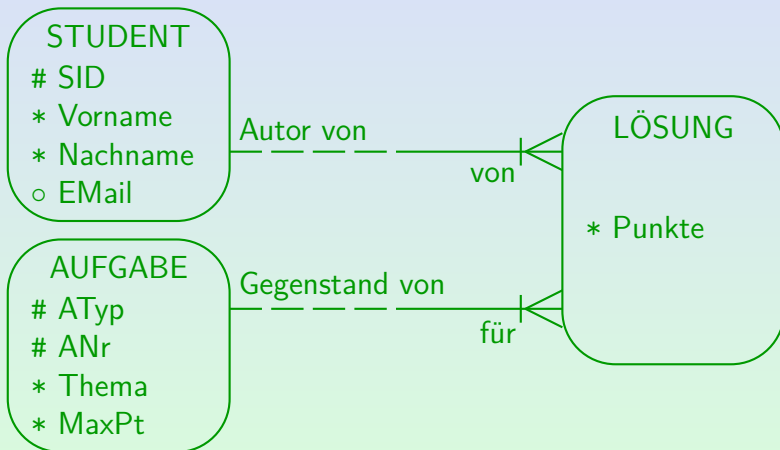 STUDENT
# SID
* Vorname
* Nachname
○ EMail
Autor von
von
LÖSUNG
* Punkte
AUFGABE
# ATyp
# ANr
* Thema
* MaxPt
Gegenstand von
für